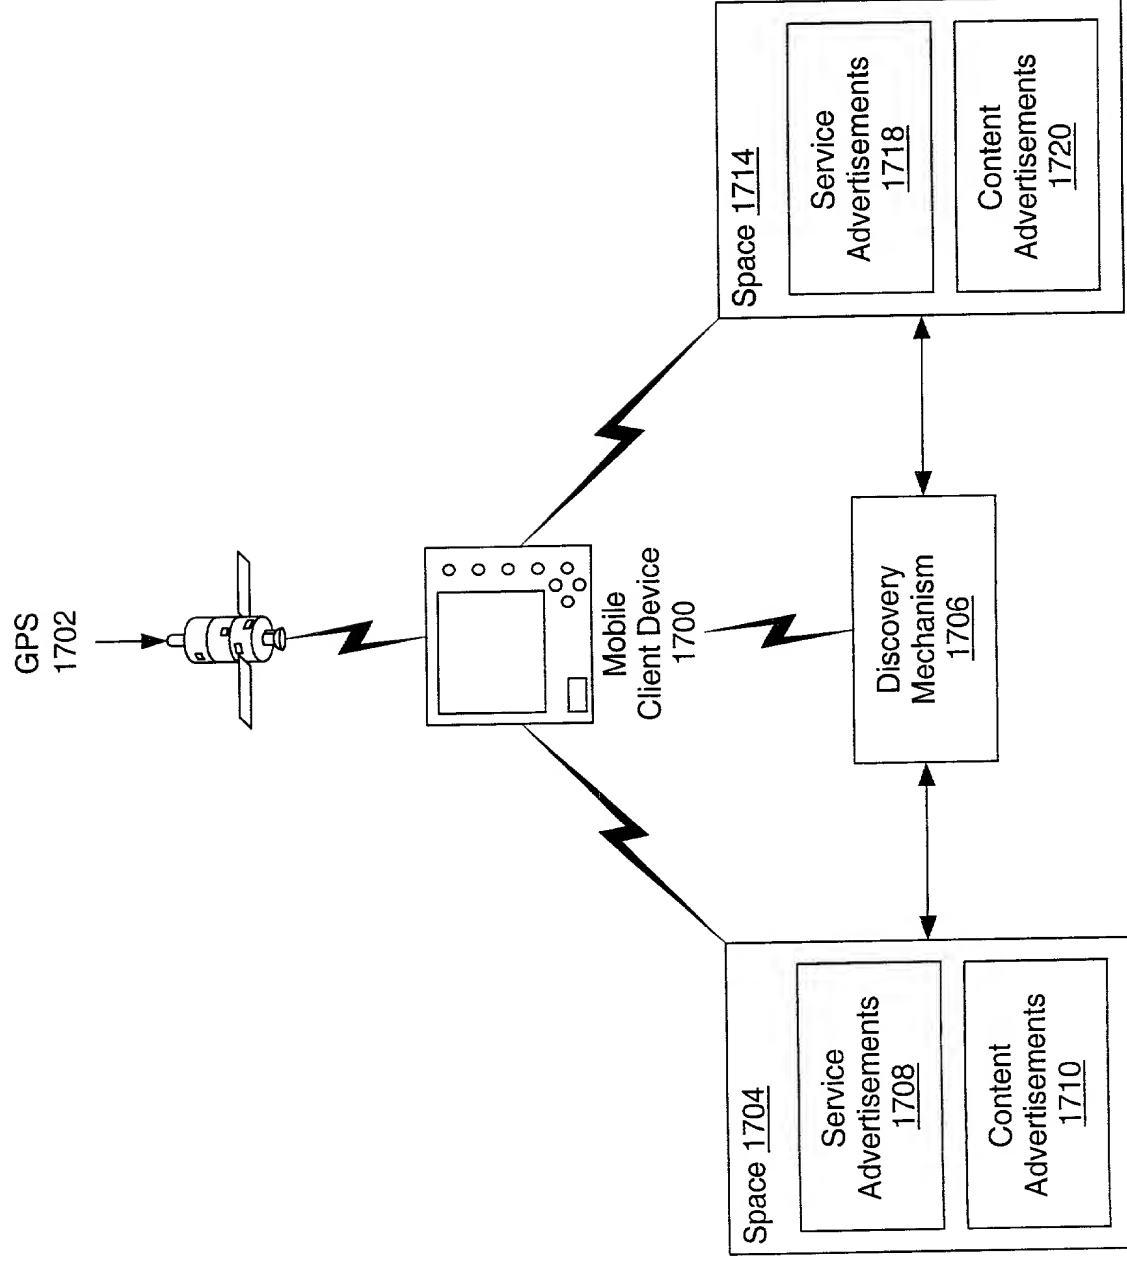 GPS
1702
Mobile
Client Device
1700
Discovery
Mechanism
1706
Space 1704
Service
Advertisements
1708
Content
Advertisements
1710
Space 1714
Service
Advertisements
1718
Content
Advertisements
1720